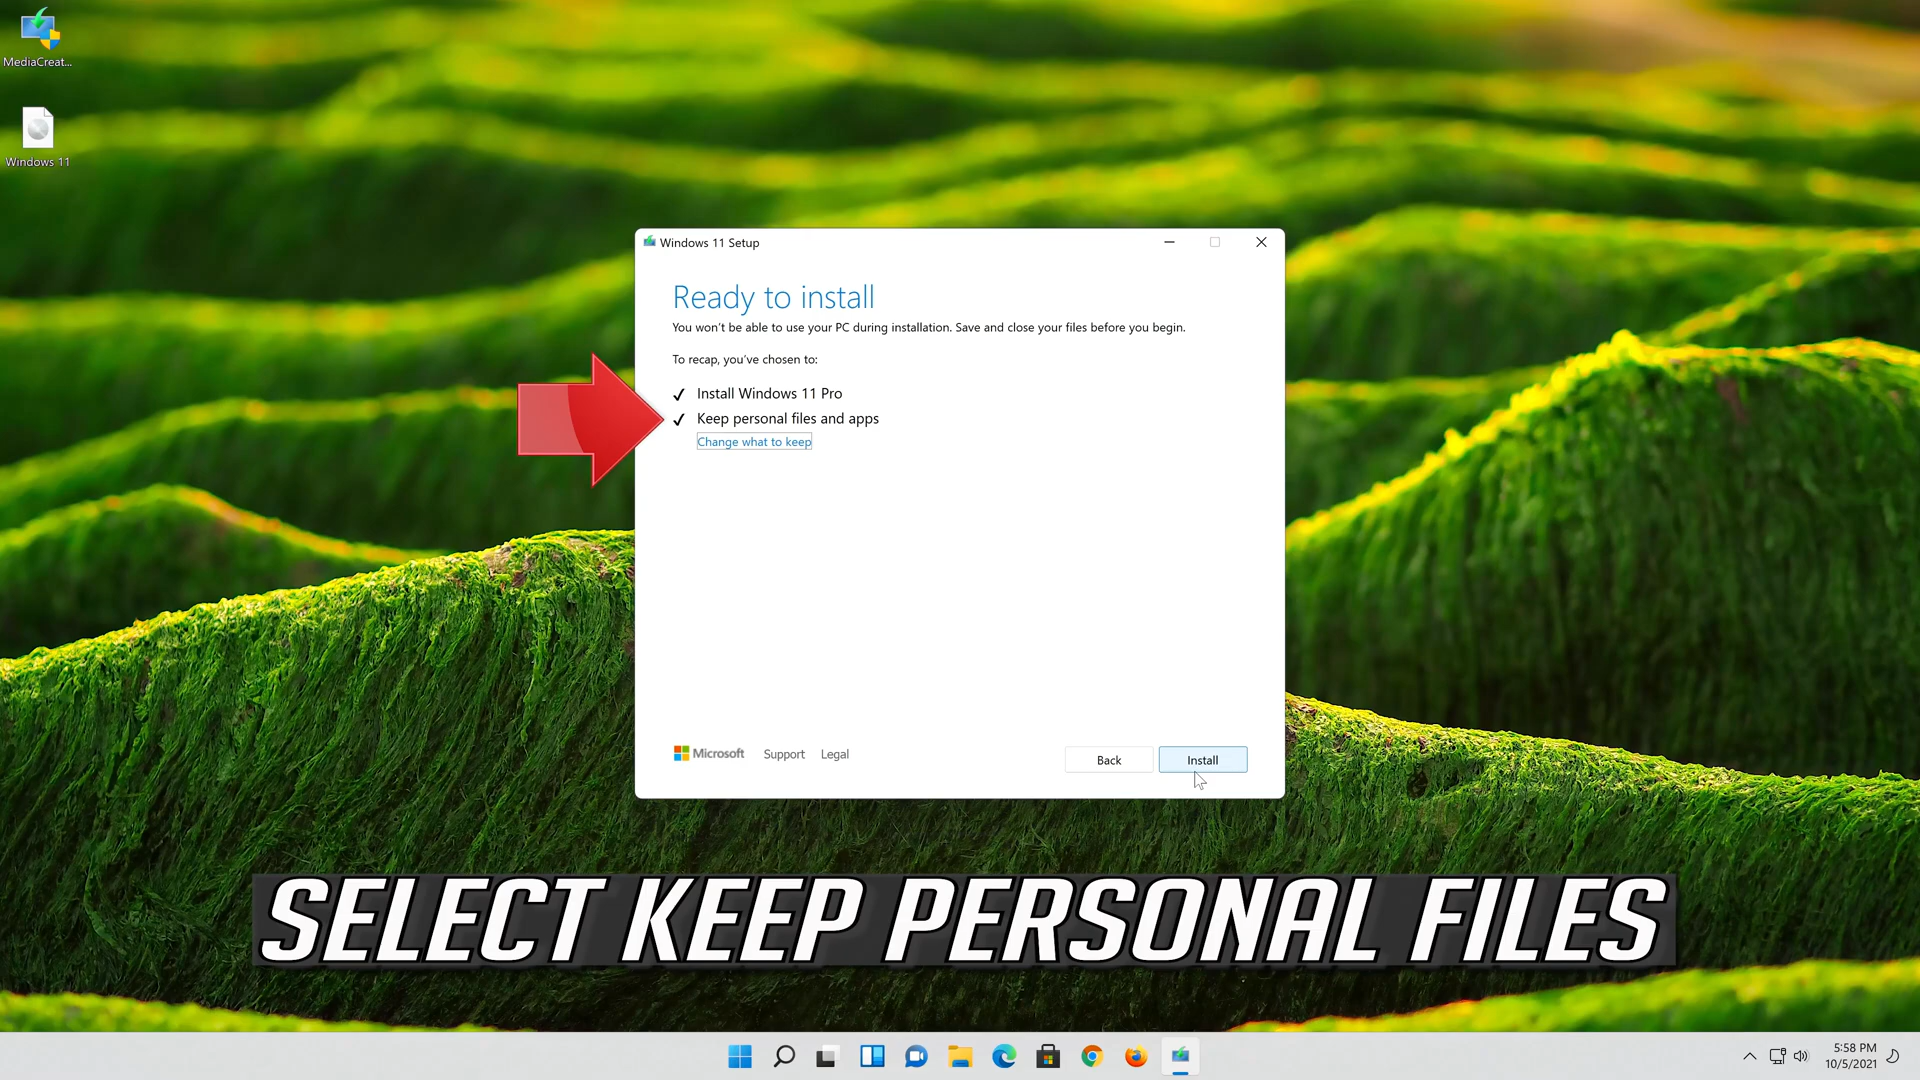 MediaCreat...
Windows 11
Windows 11 Setup
Ready to install
You won't be able to use your PC during installation. Save and close your files before you begin.
To recap, you've chosen to:
Install Windows 11 Pro
Keep personal files and apps
Change what to keep
Microsoft Support Legal
Back Install
SELECT KEEP PERSONAL FILES
5:58 PM
10/5/2021